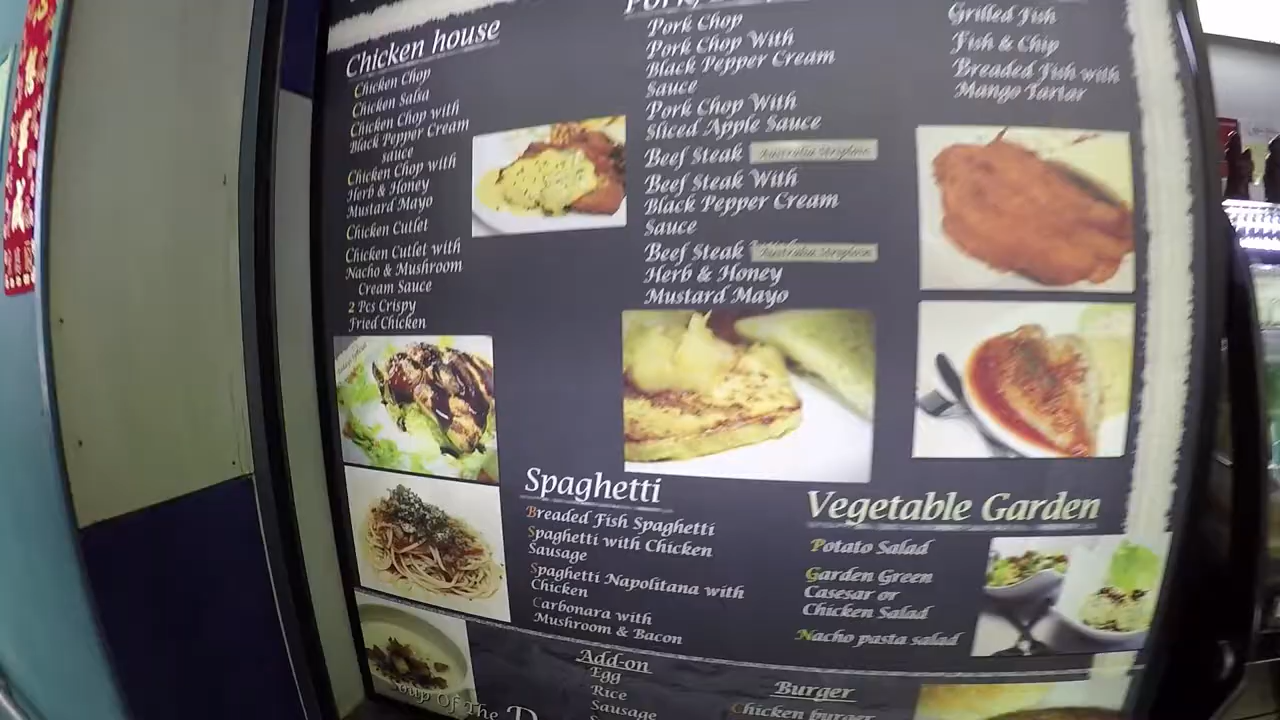 Chicken house
Chicken Chop
Chicken Salsa
Chicken Chop with
Black Pepper Cream
sauce
Chicken Chop with
Herb & Honey
Mustard Mayo
Chicken Cutlet
Chicken Cutlet with
Nacho & Mushroom
Cream Sauce
2 Pcs Crispy
Fried Chicken
Pork Chop
Pork Chop With
Black Pepper Cream
Sauce
Pork Chop With
Sliced Apple Sauce
Beef Steak
Beef Steak With
Black Pepper Cream
Sauce
Beef Steak
Herb & Honey
Mustard Mayo
Grilled Fish
Fish & Chip
Breaded Fish with
Mango Tartar
Spaghetti
Breaded Fish Spaghetti
Spaghetti with Chicken
Sausage
Spaghetti Napolitana with
Chicken
Carbonara with
Mushroom & Bacon
Vegetable Garden
Potato Salad
Garden Green
Casesar or
Chicken Salad
Nacho pasta salad
Soup Of The
Add-on
Egg
Rice
Sausage
Burger
Chicken burger